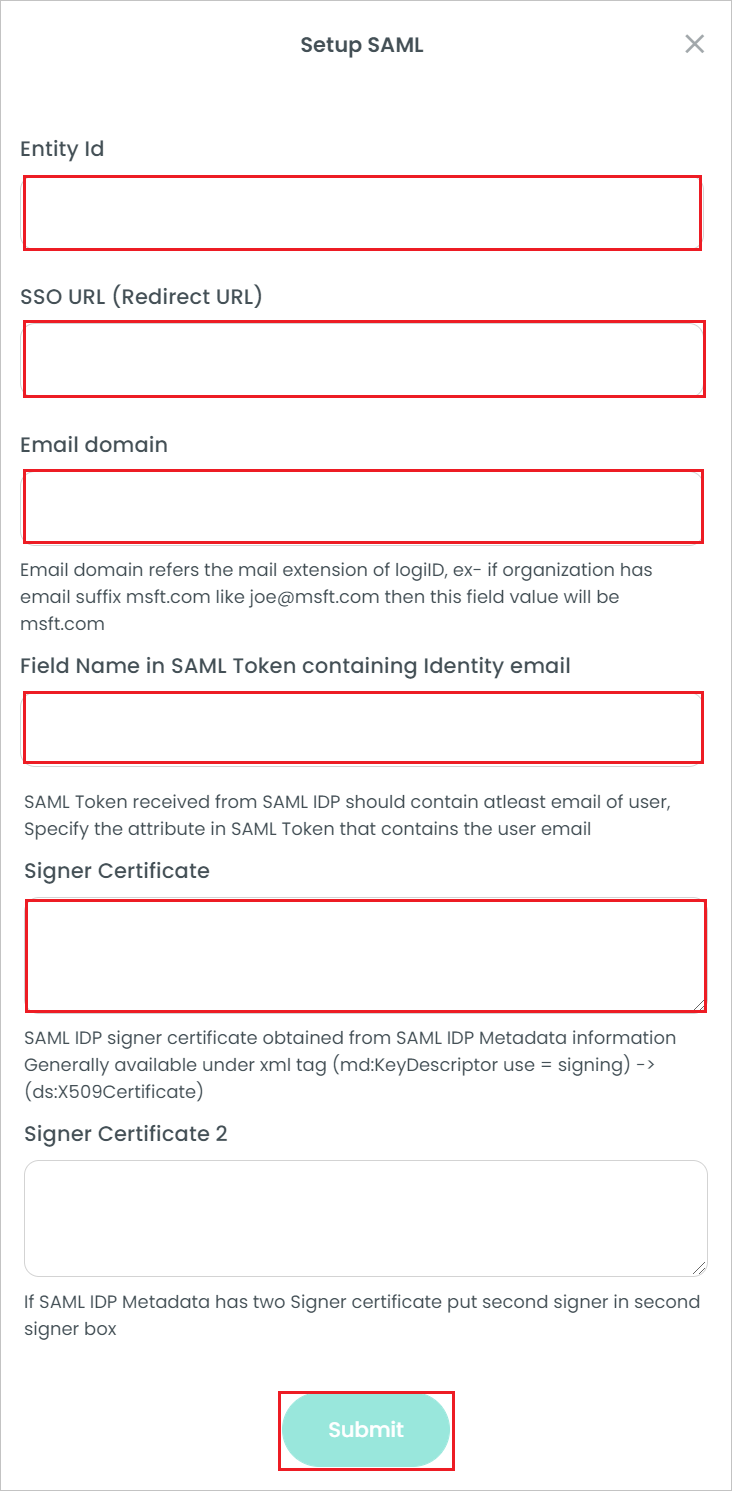 Setup SAML
Entity Id
SSO URL (Redirect URL)
Email domain
Email domain refers the mail extension of logiID, ex- if organization has
email suffix msft.com like joe@msft.com then this field value will be
msft.com
Field Name in SAML Token containing Identity email
SAML Token received from SAML IDP should contain atleast email of user,
Specify the attribute in SAML Token that contains the user email
Signer Certificate
SAML IDP signer certificate obtained from SAML IDP Metadata information
Generally available under xml tag (md:KeyDescriptor use = signing) ->
(ds:X509Certificate)
Signer Certificate 2
If SAML IDP Metadata has two Signer certificate put second signer in second
signer box
Submit